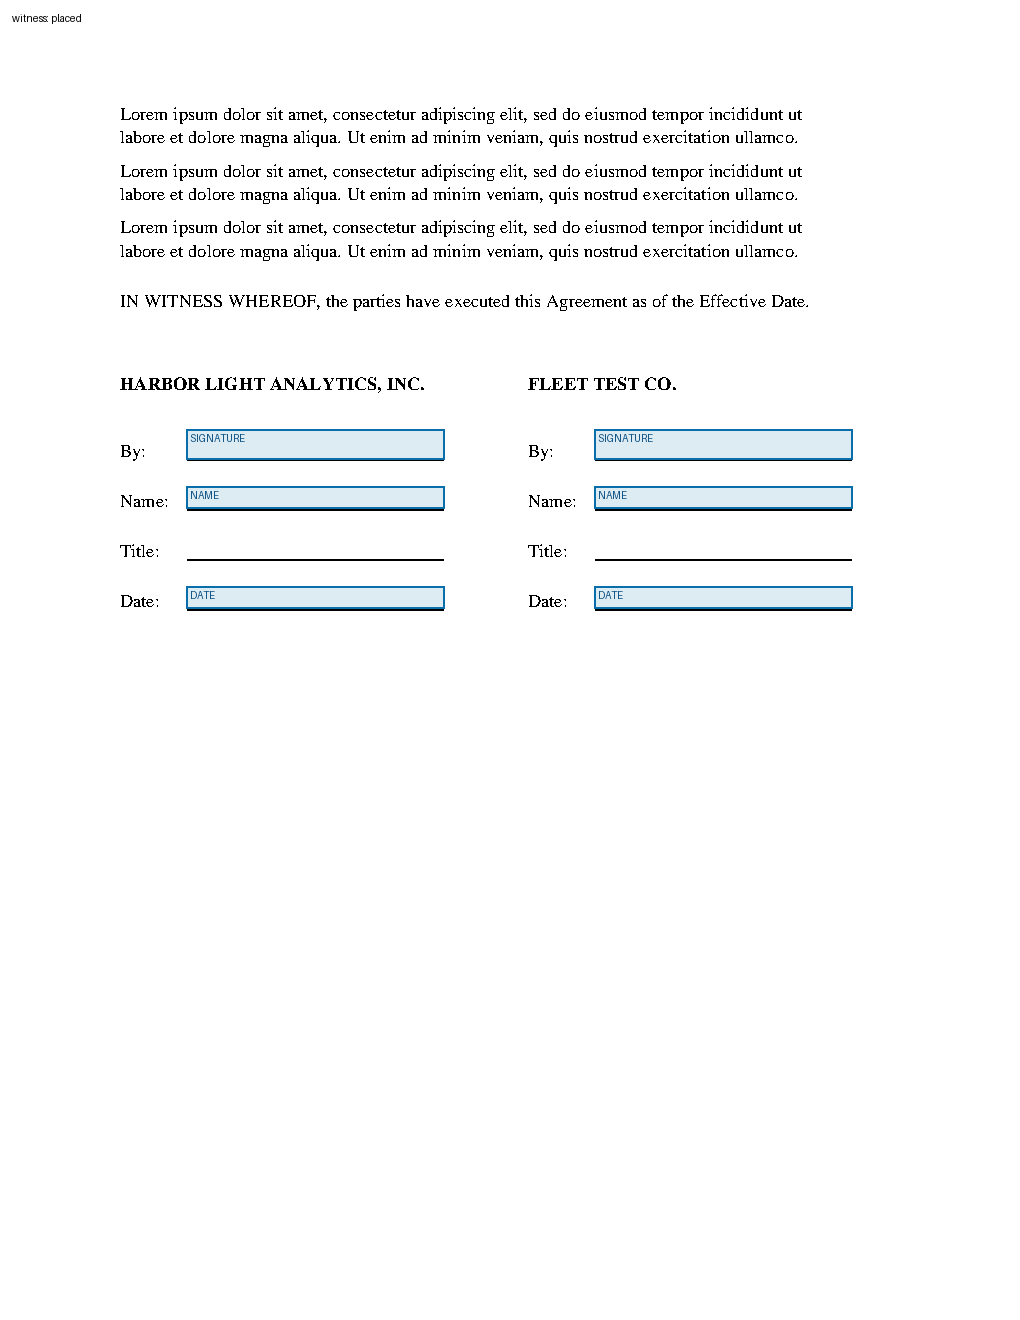 witness: placed
Lorem ipsum dolor sit amet, consectetur adipiscing elit, sed do eiusmod tempor incididunt ut
labore et dolore magna aliqua. Ut enim ad minim veniam, quis nostrud exercitation ullamco.
Lorem ipsum dolor sit amet, consectetur adipiscing elit, sed do eiusmod tempor incididunt ut
labore et dolore magna aliqua. Ut enim ad minim veniam, quis nostrud exercitation ullamco.
Lorem ipsum dolor sit amet, consectetur adipiscing elit, sed do eiusmod tempor incididunt ut
labore et dolore magna aliqua. Ut enim ad minim veniam, quis nostrud exercitation ullamco.
IN WITNESS WHEREOF, the parties have executed this Agreement as of the Effective Date.
HARBOR LIGHT ANALYTICS, INC.
By: SIGNATURE
Name: NAME
Title:
Date: DATE
FLEET TEST CO.
By: SIGNATURE
Name: NAME
Title:
Date: DATE